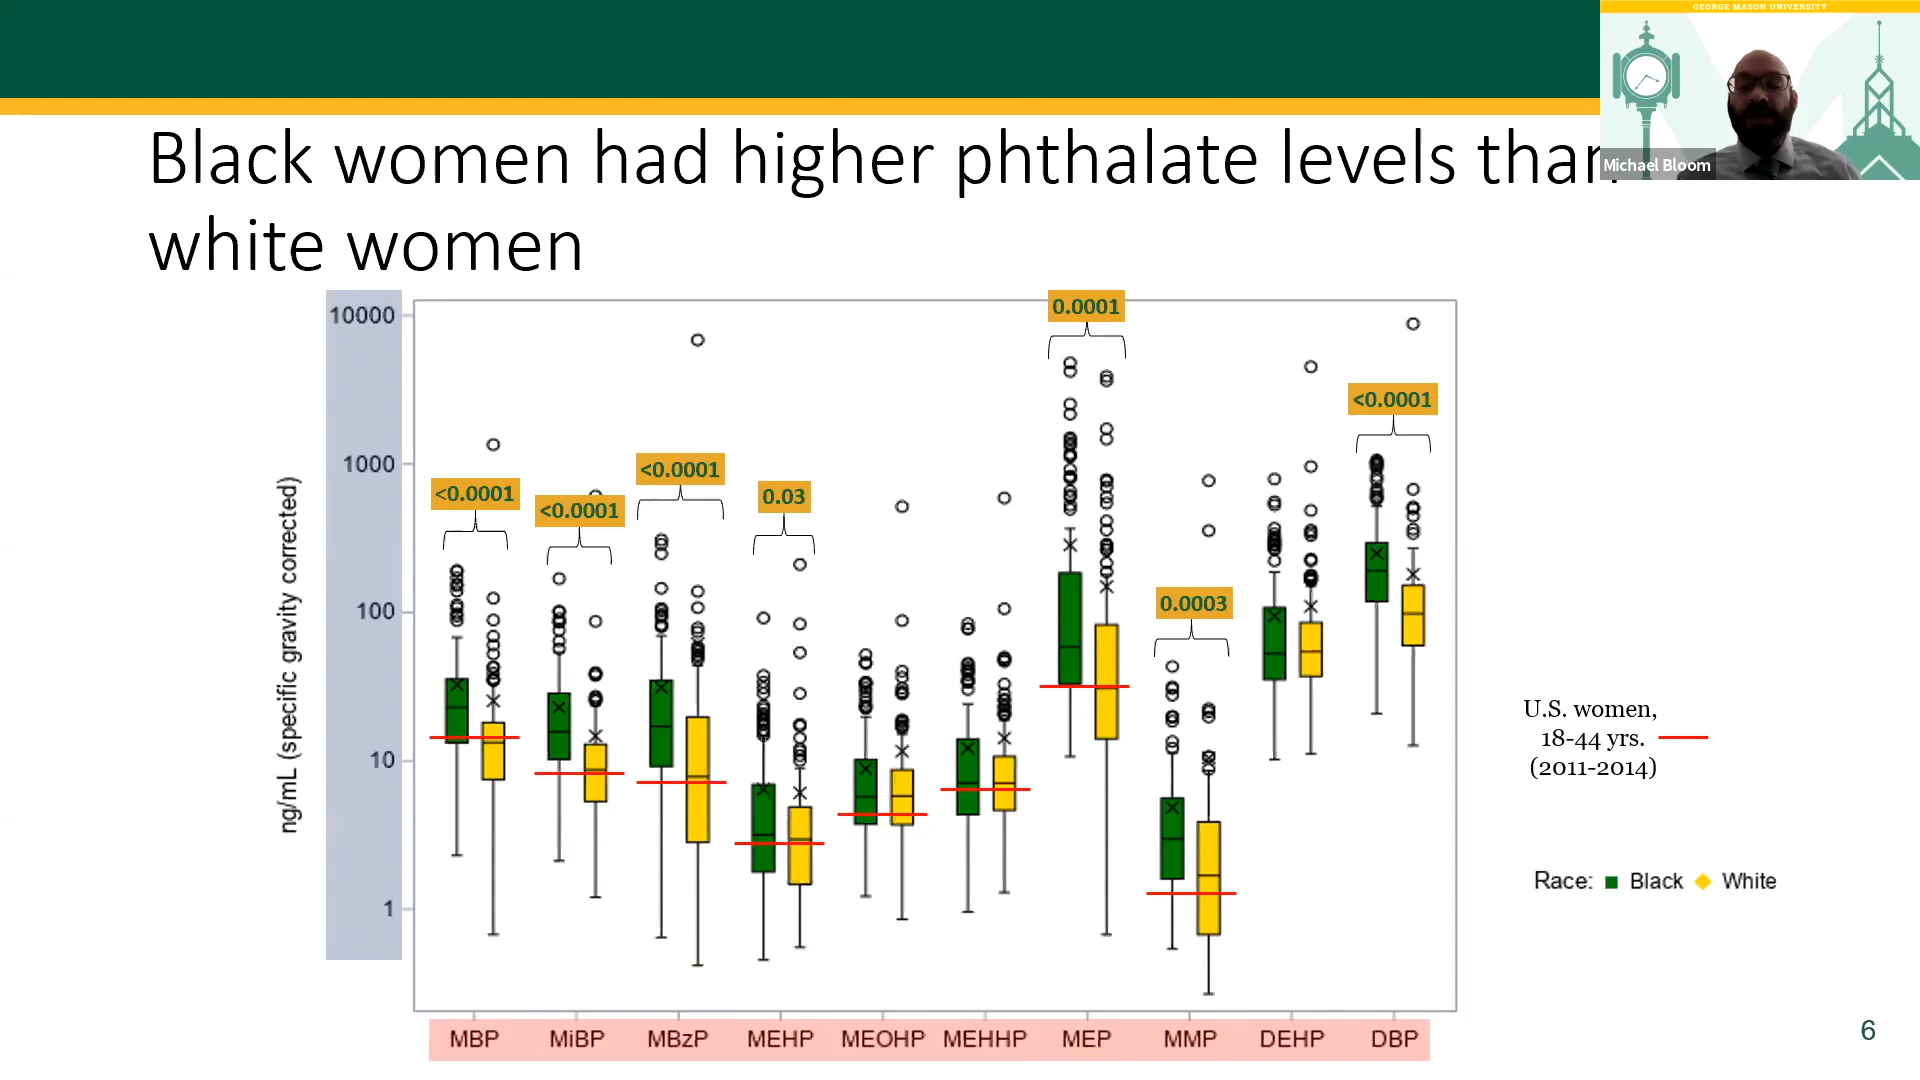 GEORGE MASON UNIVERSITY
Michael Bloom
Black women had higher phthalate levels than
white women
ng/mL (specific gravity corrected)
10000
1000
100
10
1
<0.0001
<0.0001
<0.0001
0.03
0.0001
0.0003
<0.0001
MBP MiBP MBzP MEHP MEOHP MEHHP MEP MMP DEHP DBP
U.S. women,
18-44 yrs.
(2011-2014)
Race: Black White
6